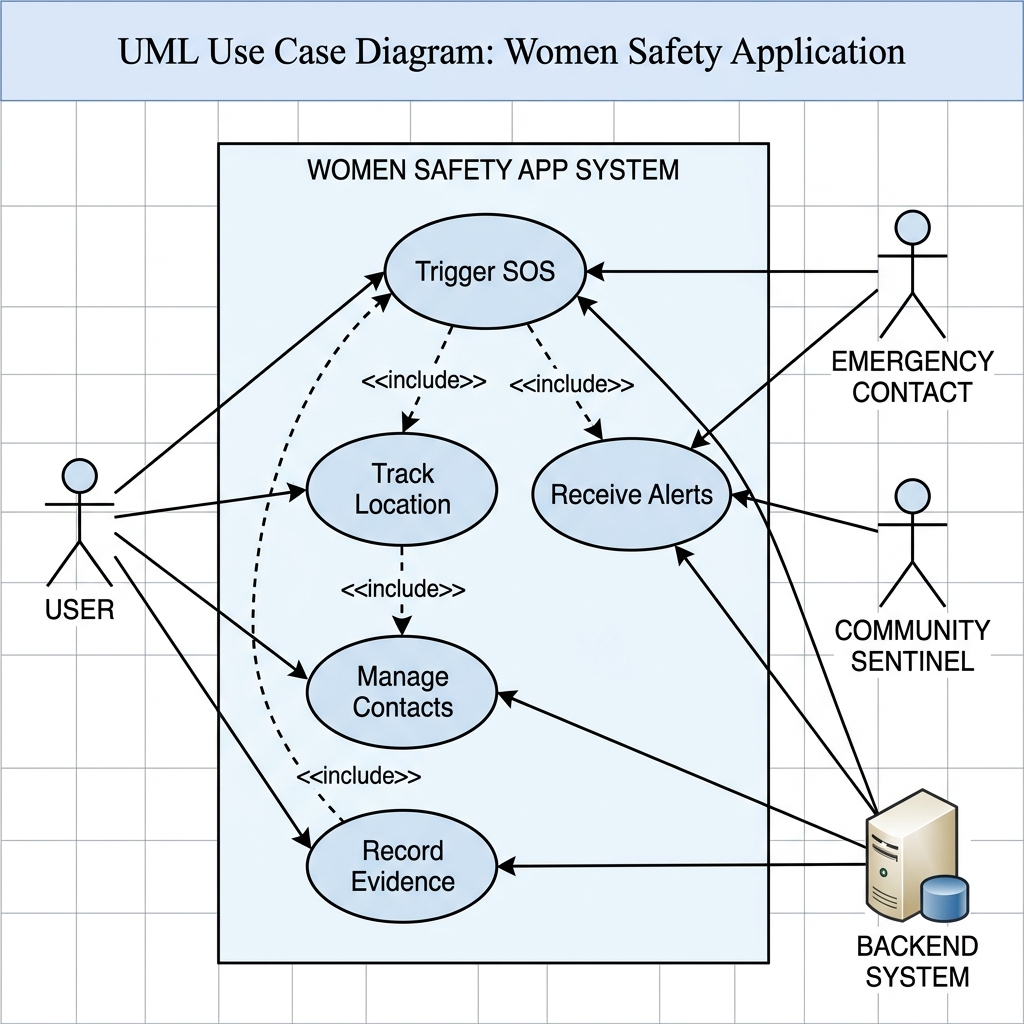 UML Use Case Diagram: Women Safety Application
WOMEN SAFETY APP SYSTEM
Trigger SOS
<<include>>
<<include>>
EMERGENCY
CONTACT
Track
Location
Receive Alerts
USER
<<include>>
COMMUNITY
SENTINEL
Manage
Contacts
<<include>>
Record
Evidence
BACKEND
SYSTEM